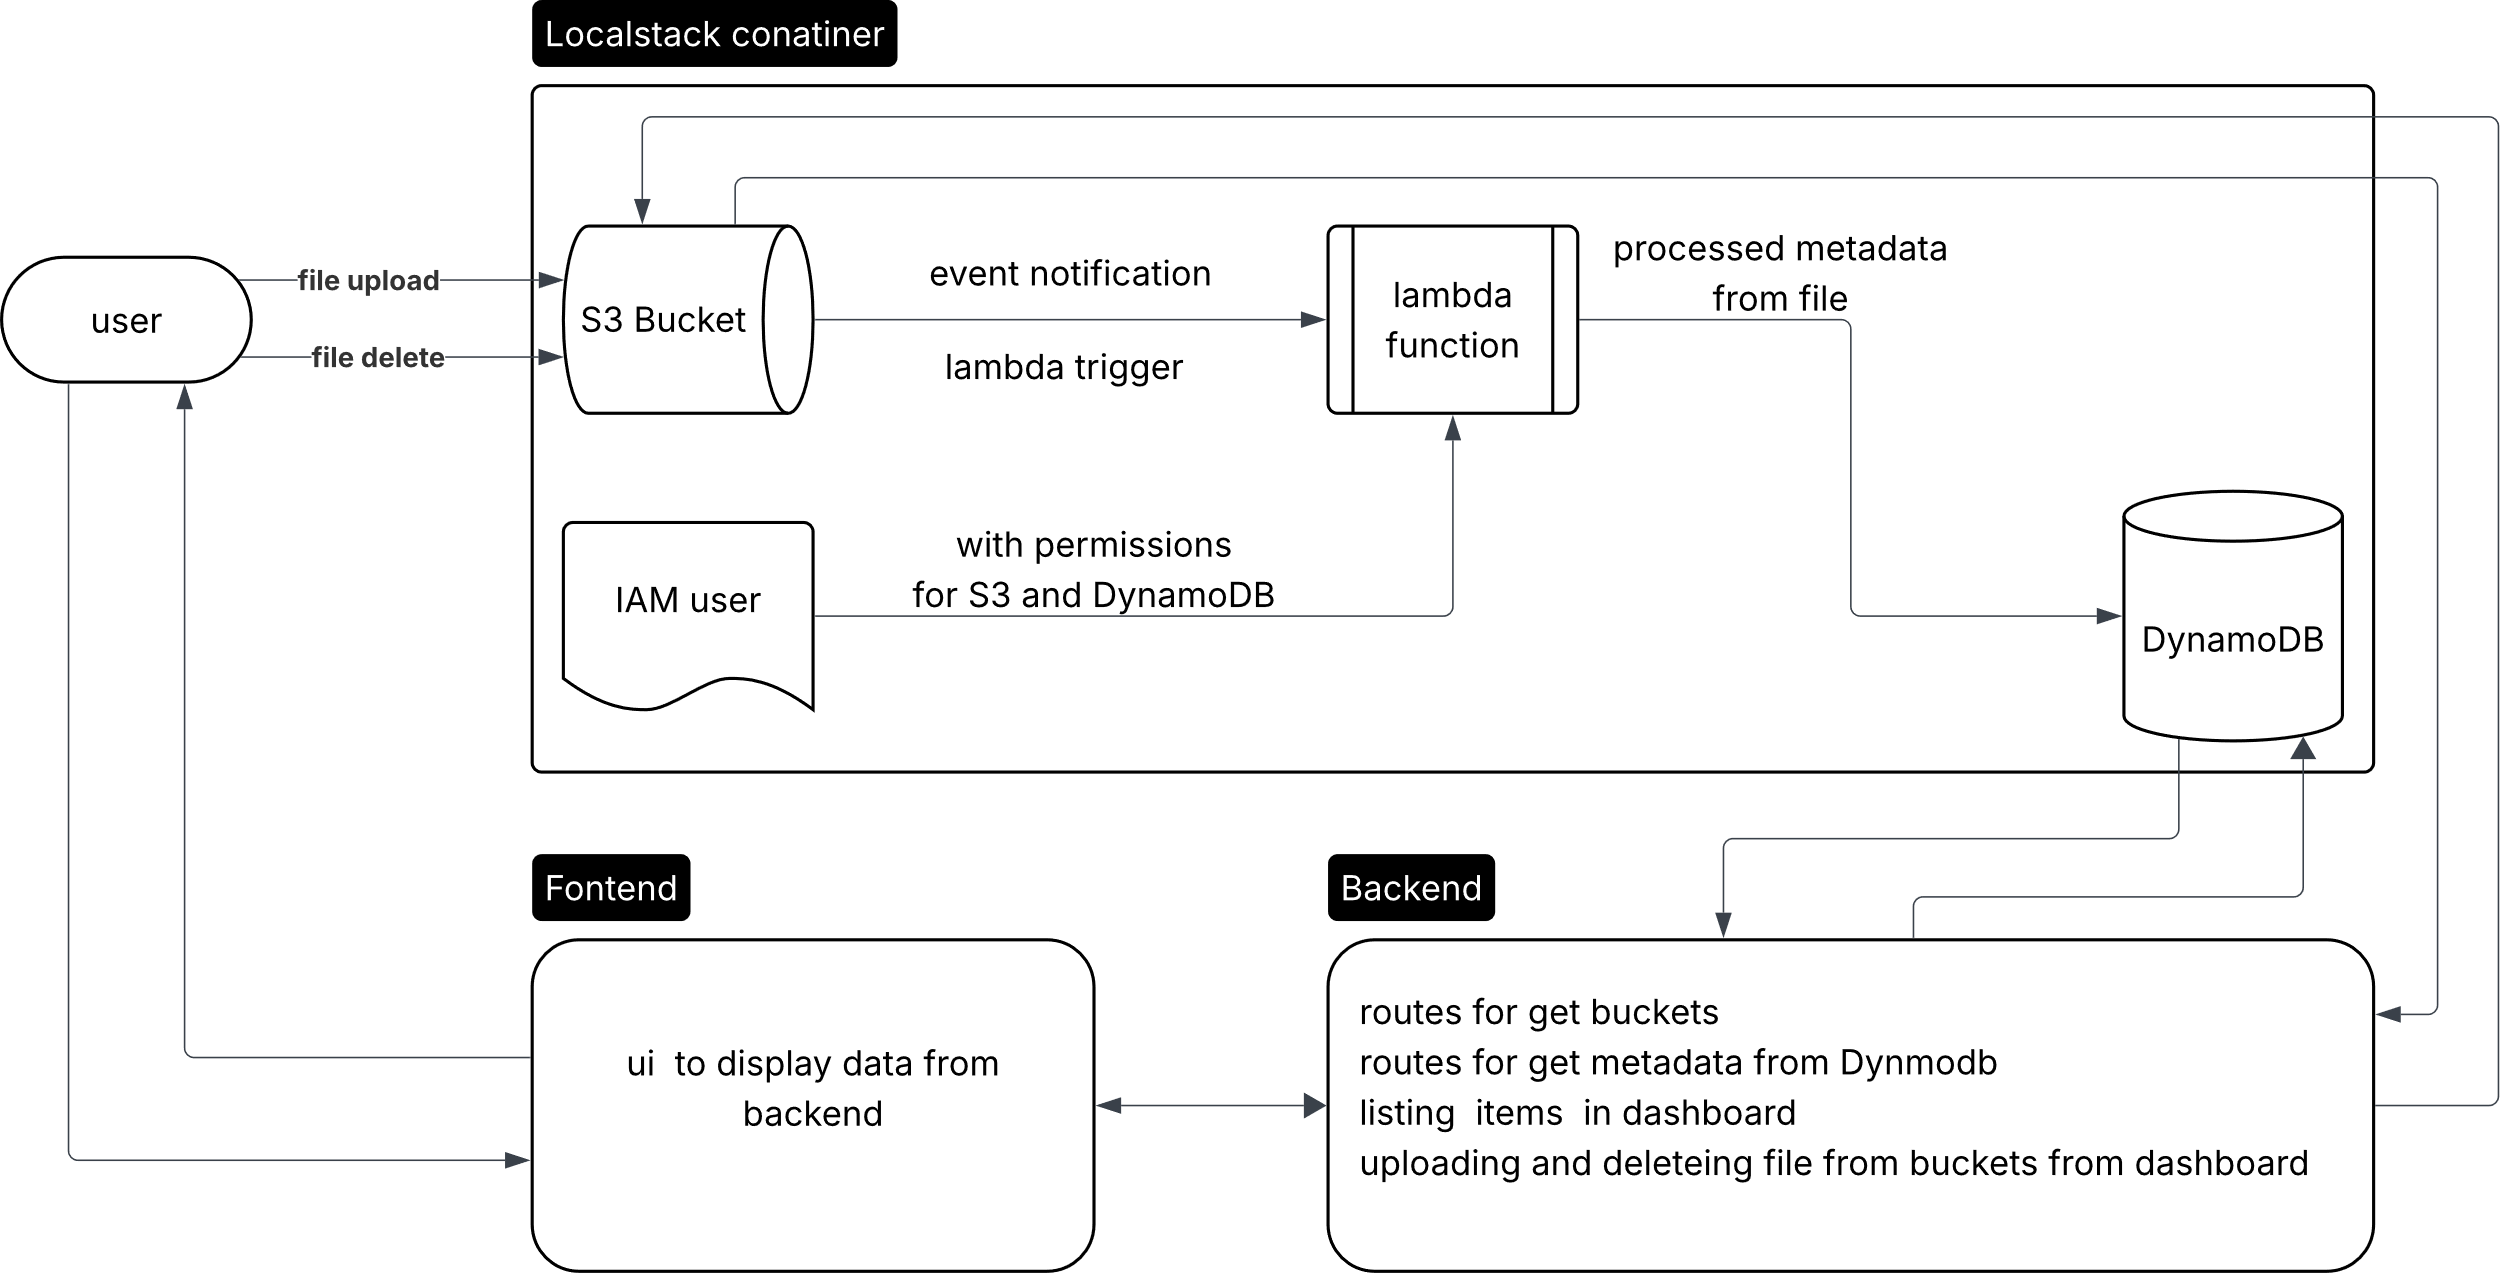 Localstack conatiner
user
file upload
file delete
S3 Bucket
event notification
lambda trigger
lambda
function
processed metadata
from file
IAM user
with permissions
for S3 and DynamoDB
DynamoDB
Fontend
ui to display data from
backend
Backend
routes for get buckets
routes for get metadata from Dynmodb
listing items in dashboard
uploading and deleteing file from buckets from dashboard